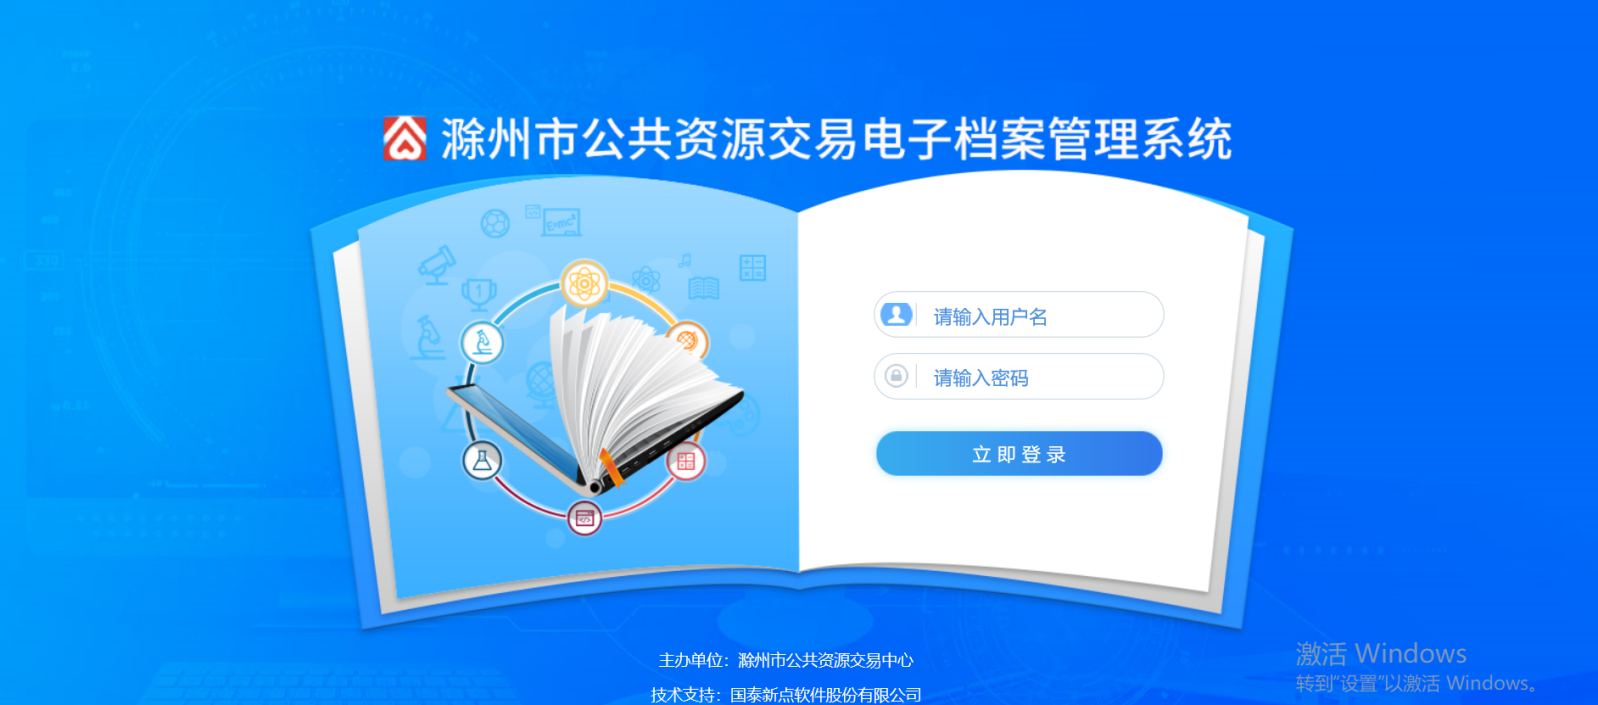 滁州市公共资源交易电子档案管理系统
E=mc²
1
请输入用户名
请输入密码
立即登录
主办单位：滁州市公共资源交易中心
技术支持：国泰新点软件股份有限公司
激活 Windows
转到"设置"以激活 Windows。